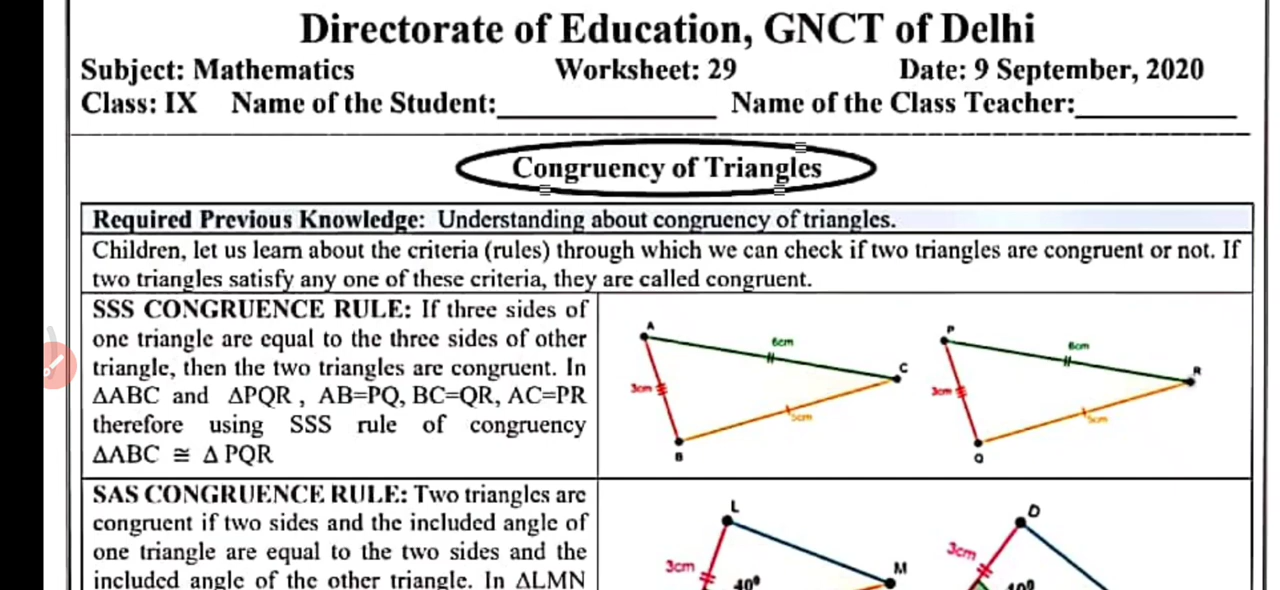 Directorate of Education, GNCT of Delhi
Subject: Mathematics Worksheet: 29 Date: 9 September, 2020
Class: IX Name of the Student:____________ Name of the Class Teacher:____________
Congruency of Triangles
Required Previous Knowledge: Understanding about congruency of triangles.
Children, let us learn about the criteria (rules) through which we can check if two triangles are congruent or not. If
two triangles satisfy any one of these criteria, they are called congruent.
SSS CONGRUENCE RULE: If three sides of
one triangle are equal to the three sides of other
triangle, then the two triangles are congruent. In
ΔABC and ΔPQR , AB=PQ, BC=QR, AC=PR
therefore using SSS rule of congruency
ΔABC ≅ Δ PQR
A
6cm
C
3cm
5cm
B
P
6cm
R
3cm
5cm
Q
SAS CONGRUENCE RULE: Two triangles are
congruent if two sides and the included angle of
one triangle are equal to the two sides and the
included angle of the other triangle. In ΔLMN
L
3cm
M
40°
D
3cm
40°